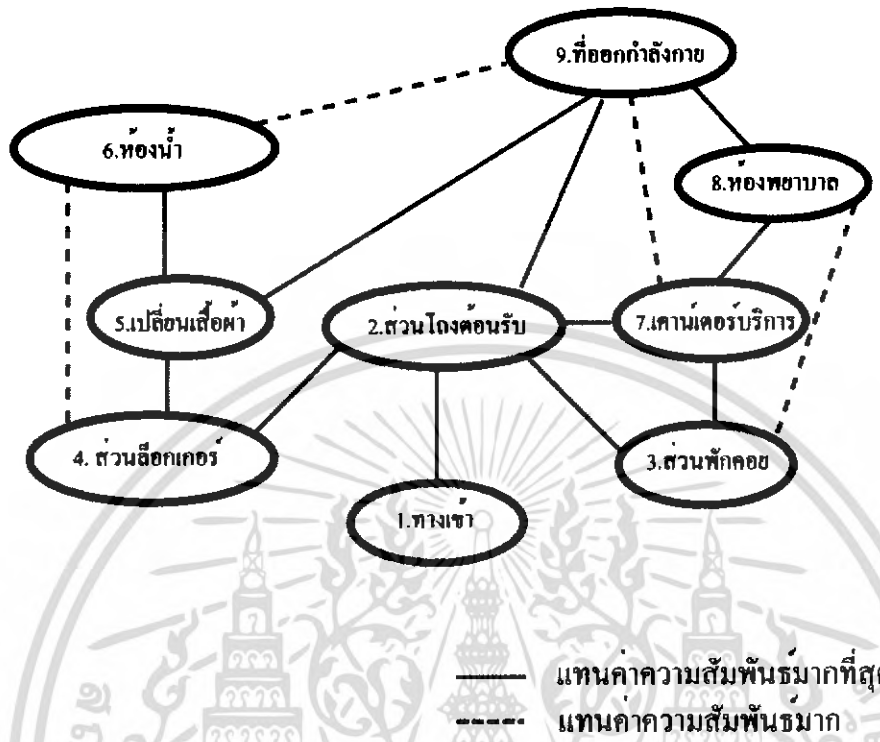 9.ที่ออกกำลังกาย
6.ห้องน้ำ
8.ห้องพยาบาล
5.เปลี่ยนเสื้อผ้า
2.ส่วนโถงต้อนรับ
7.เคาน์เตอร์บริการ
4. ส่วนล็อกเกอร์
3.ส่วนพักคอย
1.ทางเข้า
แทนค่าความสัมพันธ์มากที่สุด
แทนค่าความสัมพันธ์มาก